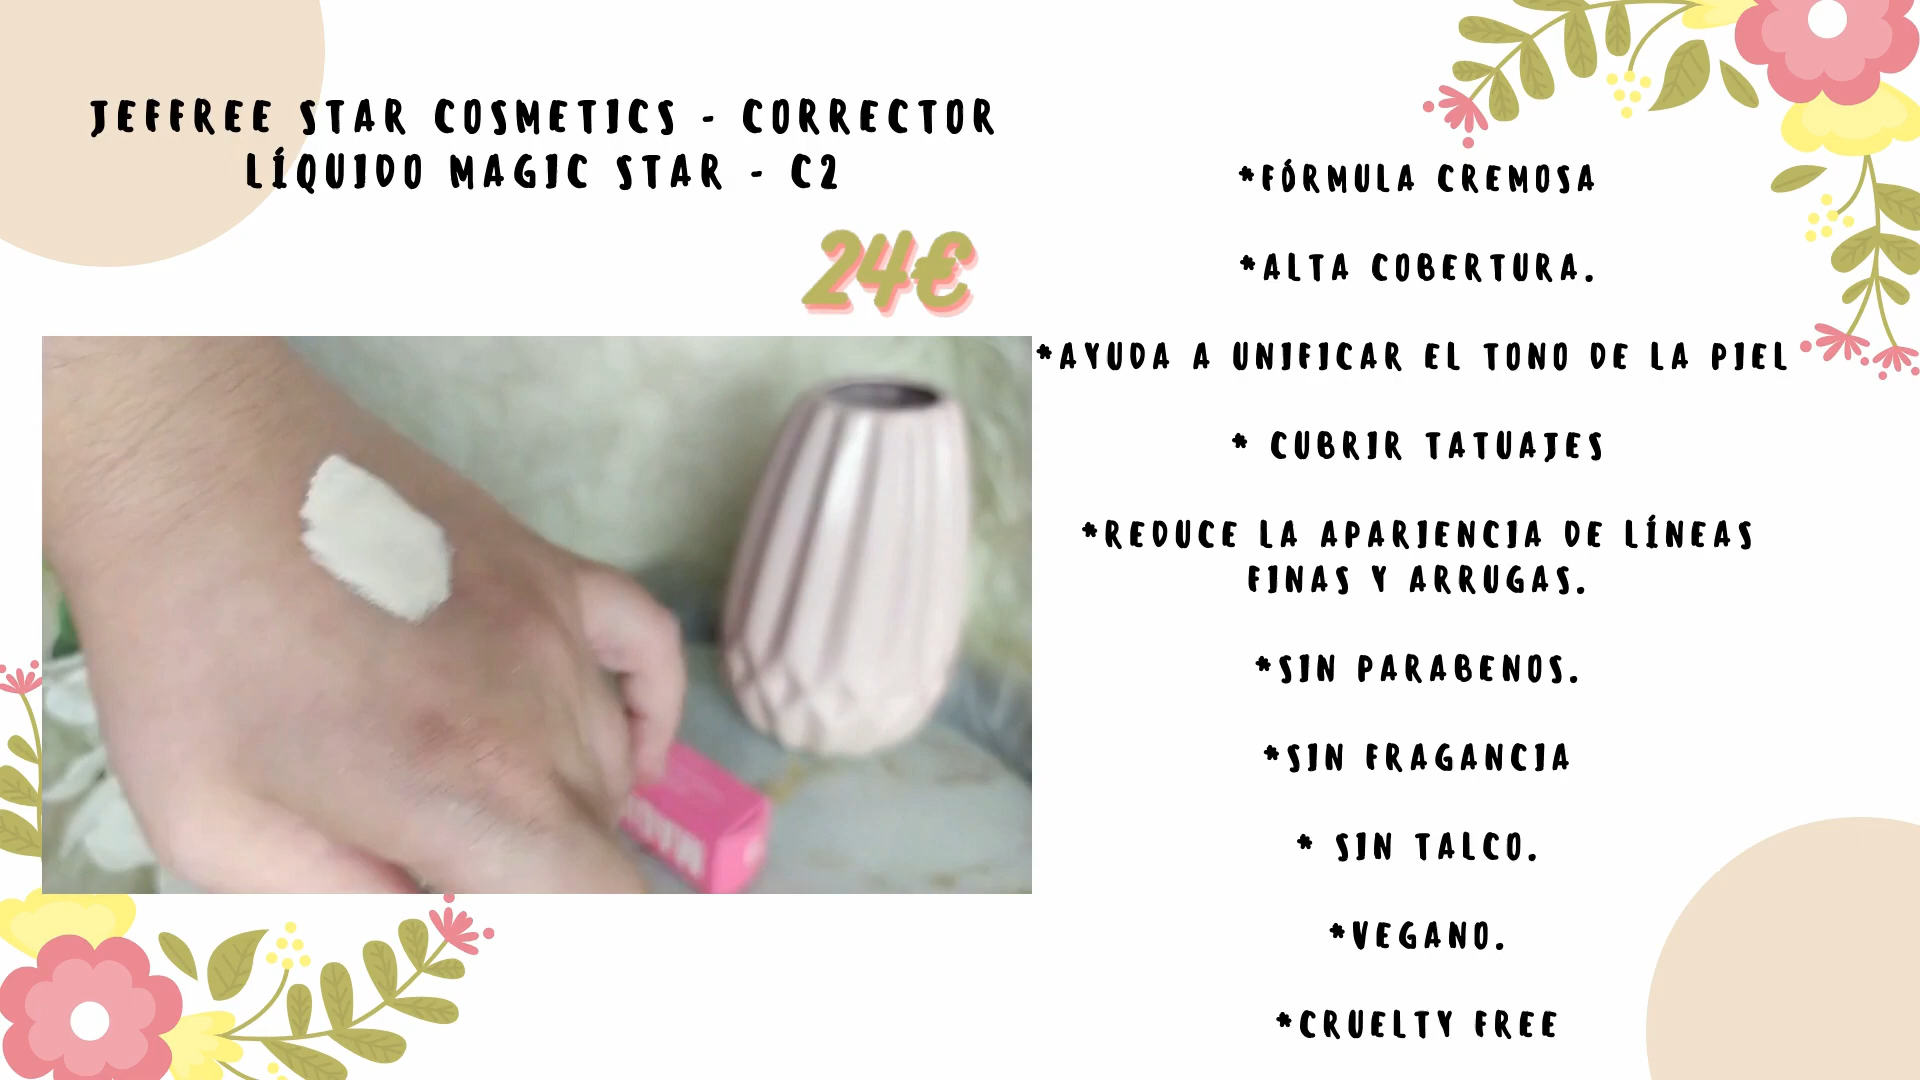 JEFFREE STAR COSMETICS - CORRECTOR
LÍQUIDO MAGIC STAR - C2
24€
*FÓRMULA CREMOSA
*ALTA COBERTURA.
*AYUDA A UNIFICAR EL TONO DE LA PIEL
* CUBRIR TATUAJES
*REDUCE LA APARIENCIA DE LÍNEAS
FINAS Y ARRUGAS.
*SIN PARABENOS.
*SIN FRAGANCIA
* SIN TALCO.
*VEGANO.
*CRUELTY FREE